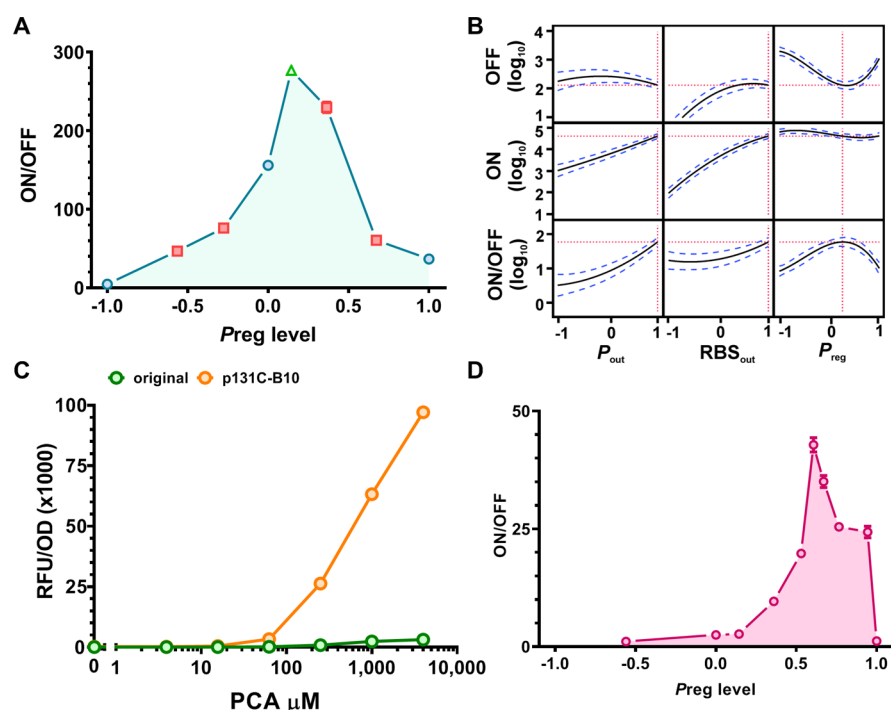 A
300
200
100
0
ON/OFF
-1.0 -0.5 0.0 0.5 1.0
Preg level
B
OFF
(log₁₀)
4
3
2
1
ON
(log₁₀)
5
4
3
2
1
ON/OFF
(log₁₀)
2
1
0
-1 0 1 -1 0 1 -1 0 1
Pout RBSout Preg
C
original p131C-B10
100
75
50
25
0
RFU/OD (x1000)
0 1 10 100 1,000 10,000
PCA µM
D
50
25
0
ON/OFF
-1.0 -0.5 0.0 0.5 1.0
Preg level